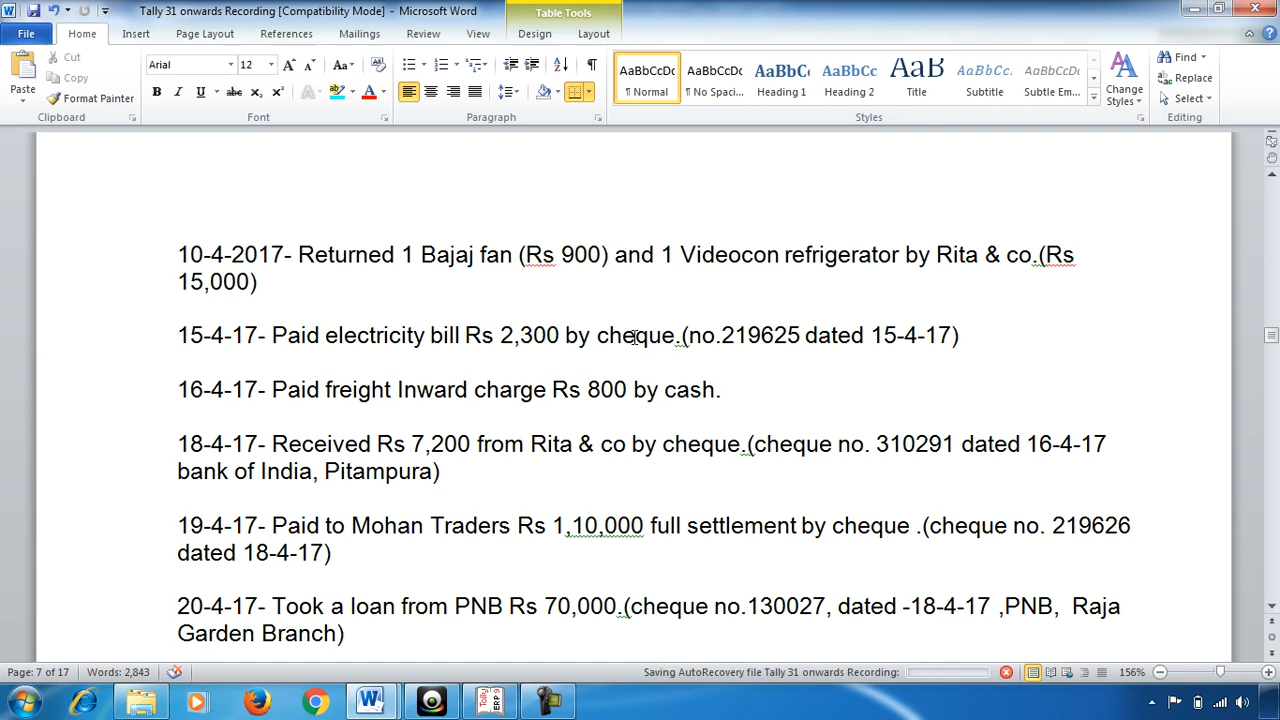 Tally 31 onwards Recording [Compatibility Mode] - Microsoft Word
Table Tools
File Home Insert Page Layout References Mailings Review View Design Layout
Paste
Cut
Copy
Format Painter
Clipboard
Arial 12
Font
Paragraph
AaBbCcDc AaBbCcDc AaBbCc AaBbCc AaB AaBbCc. AaBbCcDc
¶ Normal ¶ No Spaci... Heading 1 Heading 2 Title Subtitle Subtle Em...
Styles
Change Styles
Find
Replace
Select
Editing
10-4-2017- Returned 1 Bajaj fan (Rs 900) and 1 Videocon refrigerator by Rita & co.(Rs
15,000)
15-4-17- Paid electricity bill Rs 2,300 by cheque.(no.219625 dated 15-4-17)
16-4-17- Paid freight Inward charge Rs 800 by cash.
18-4-17- Received Rs 7,200 from Rita & co by cheque.(cheque no. 310291 dated 16-4-17
bank of India, Pitampura)
19-4-17- Paid to Mohan Traders Rs 1,10,000 full settlement by cheque .(cheque no. 219626
dated 18-4-17)
20-4-17- Took a loan from PNB Rs 70,000.(cheque no.130027, dated -18-4-17 ,PNB, Raja
Garden Branch)
Page: 7 of 17 Words: 2,843 Saving AutoRecovery file Tally 31 onwards Recording: 156%
Tally ERP 9
12:02 PM